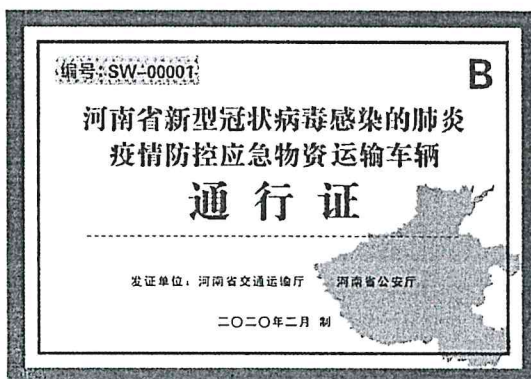 编号:SW-00001
B
河南省新型冠状病毒感染的肺炎
疫情防控应急物资运输车辆
通行证
发证单位：河南省交通运输厅 河南省公安厅
二〇二〇年二月 制